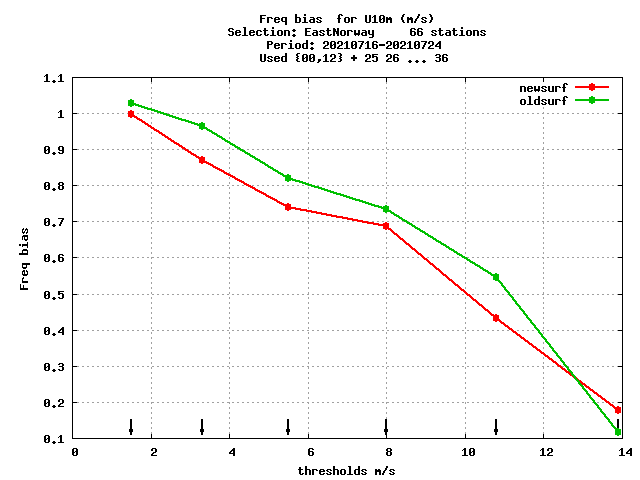 Freq bias  for U10m (m/s)
Selection: EastNorway     66 stations
Period: 20210716-20210724
Used {00,12} + 25 26 ... 36
newsurf
oldsurf
1.1
1
0.9
0.8
0.7
0.6
0.5
0.4
0.3
0.2
0.1
Freq bias
0 2 4 6 8 10 12 14
thresholds m/s